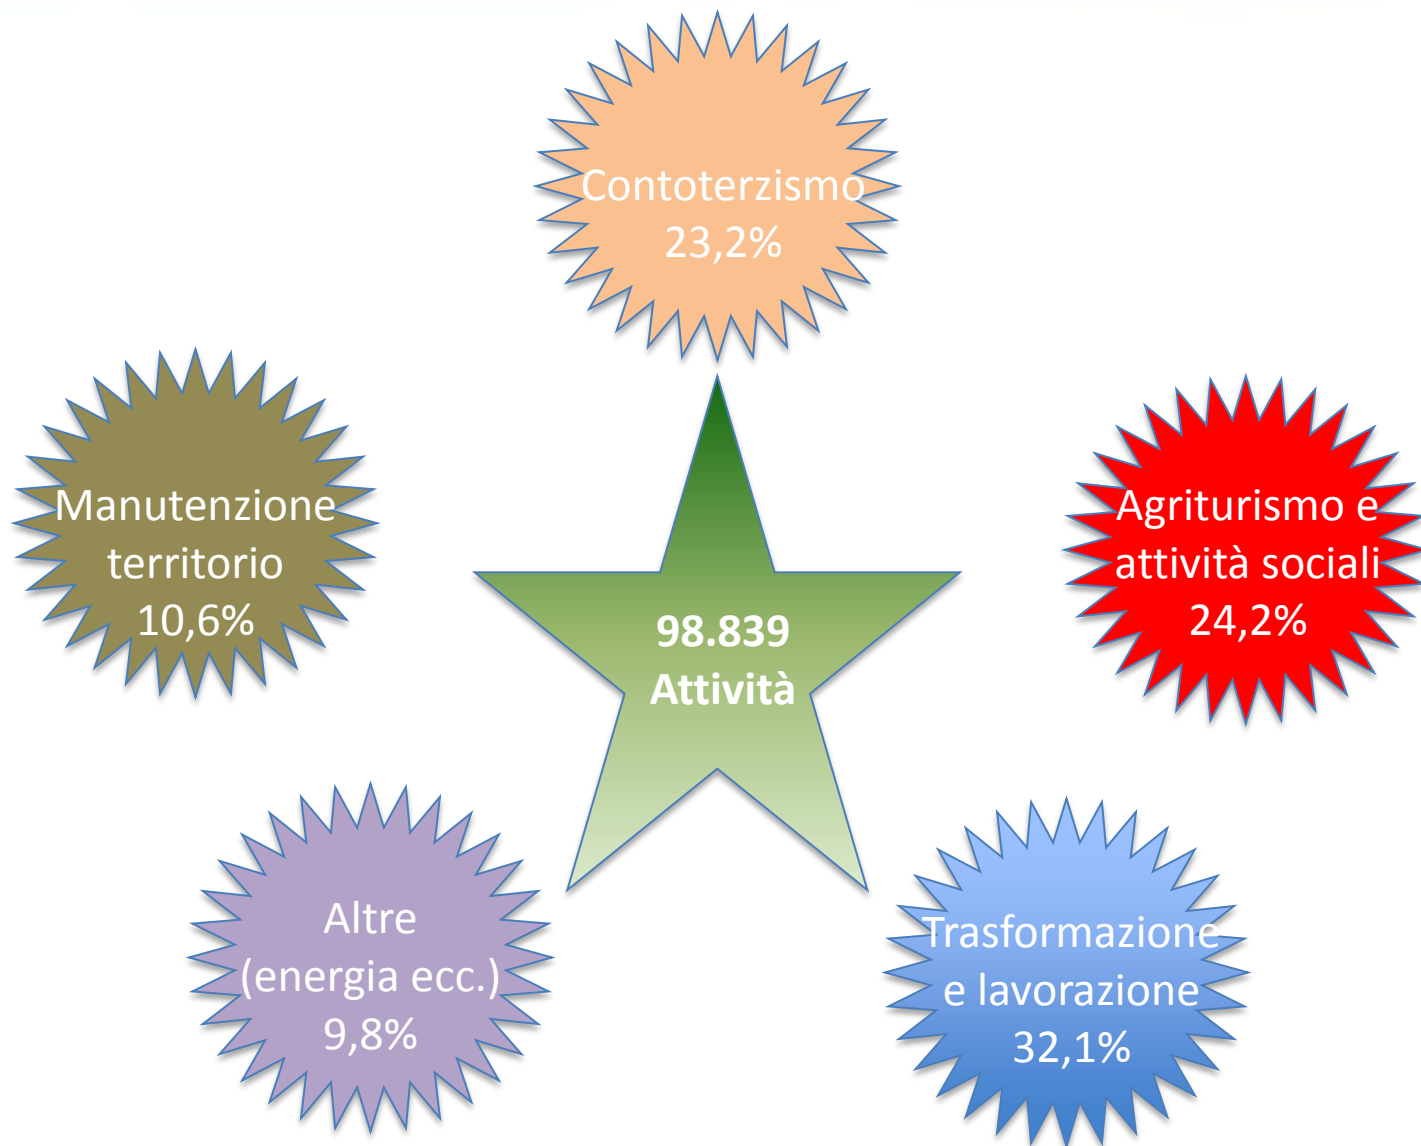 Contoterzismo
23,2%
Manutenzione
territorio
10,6%
Agriturismo e
attività sociali
24,2%
98.839
Attività
Altre
(energia ecc.)
9,8%
Trasformazione
e lavorazione
32,1%